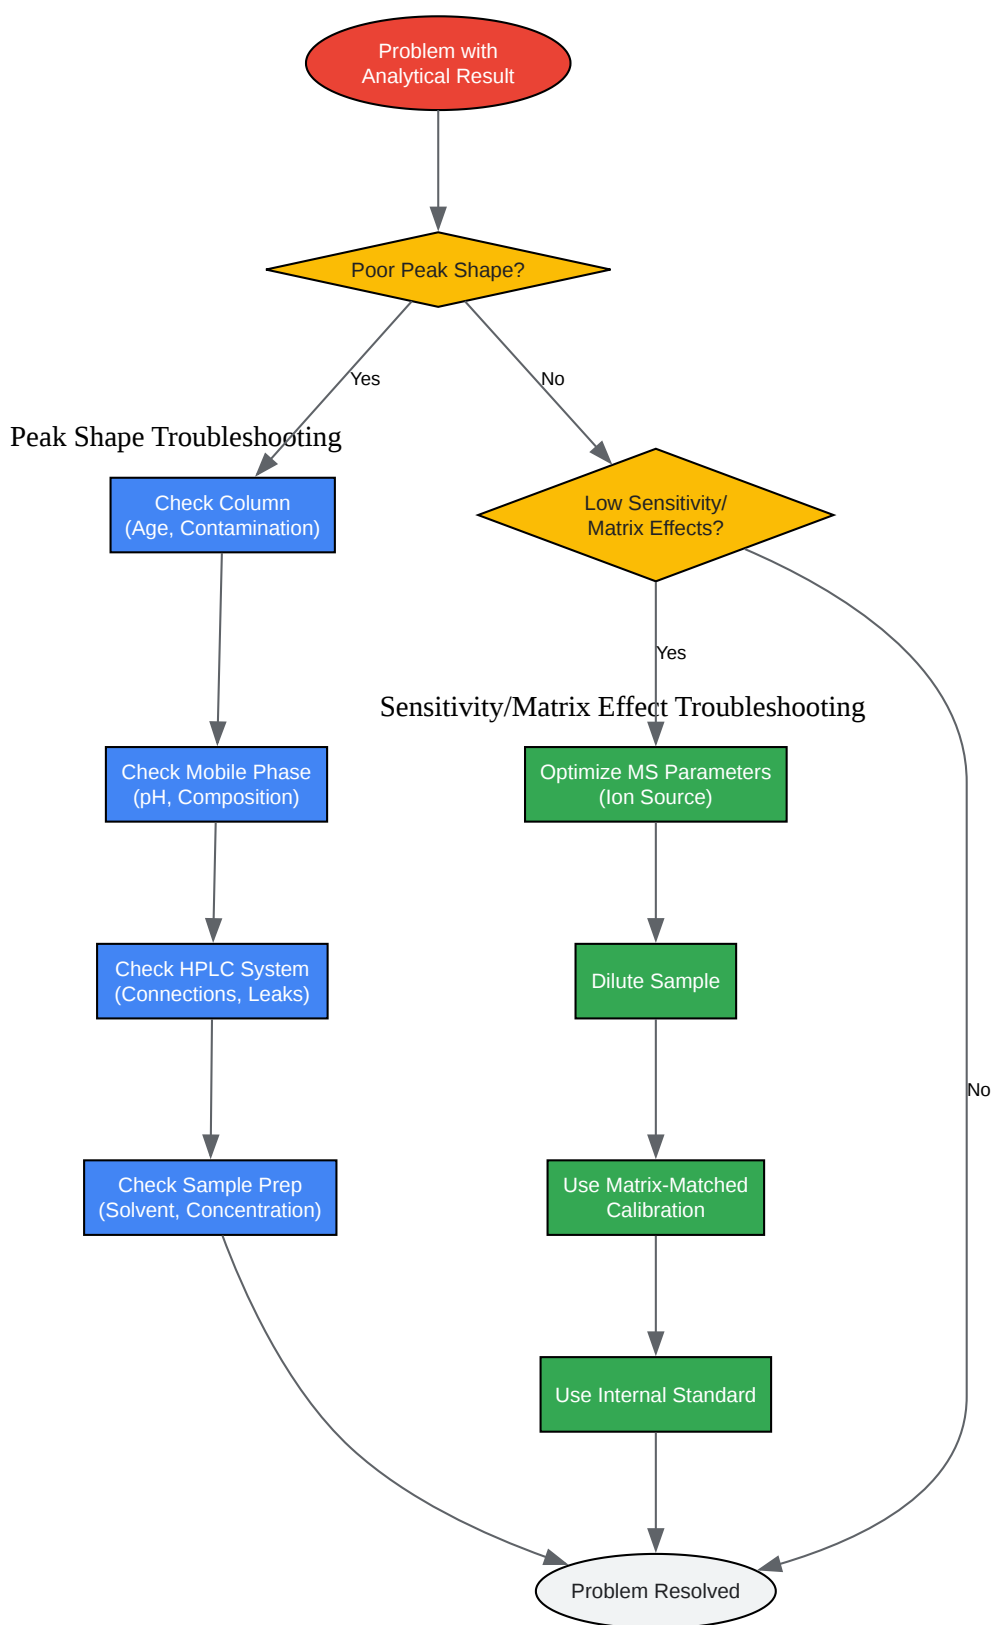 Problem with
Analytical Result
Poor Peak Shape?
Yes
No
Peak Shape Troubleshooting
Check Column
(Age, Contamination)
Low Sensitivity/
Matrix Effects?
Yes
Sensitivity/Matrix Effect Troubleshooting
Check Mobile Phase
(pH, Composition)
Optimize MS Parameters
(Ion Source)
Check HPLC System
(Connections, Leaks)
Dilute Sample
No
Check Sample Prep
(Solvent, Concentration)
Use Matrix-Matched
Calibration
Use Internal Standard
Problem Resolved